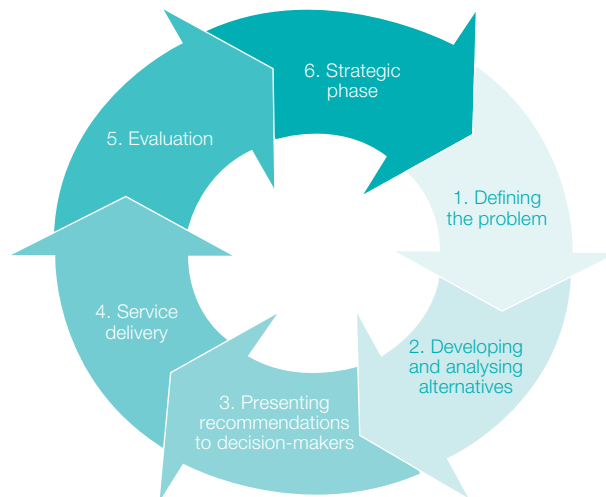 6. Strategic
phase
5. Evaluation
1. Defining
the problem
4. Service
delivery
2. Developing
and analysing
alternatives
3. Presenting
recommendations
to decision-makers